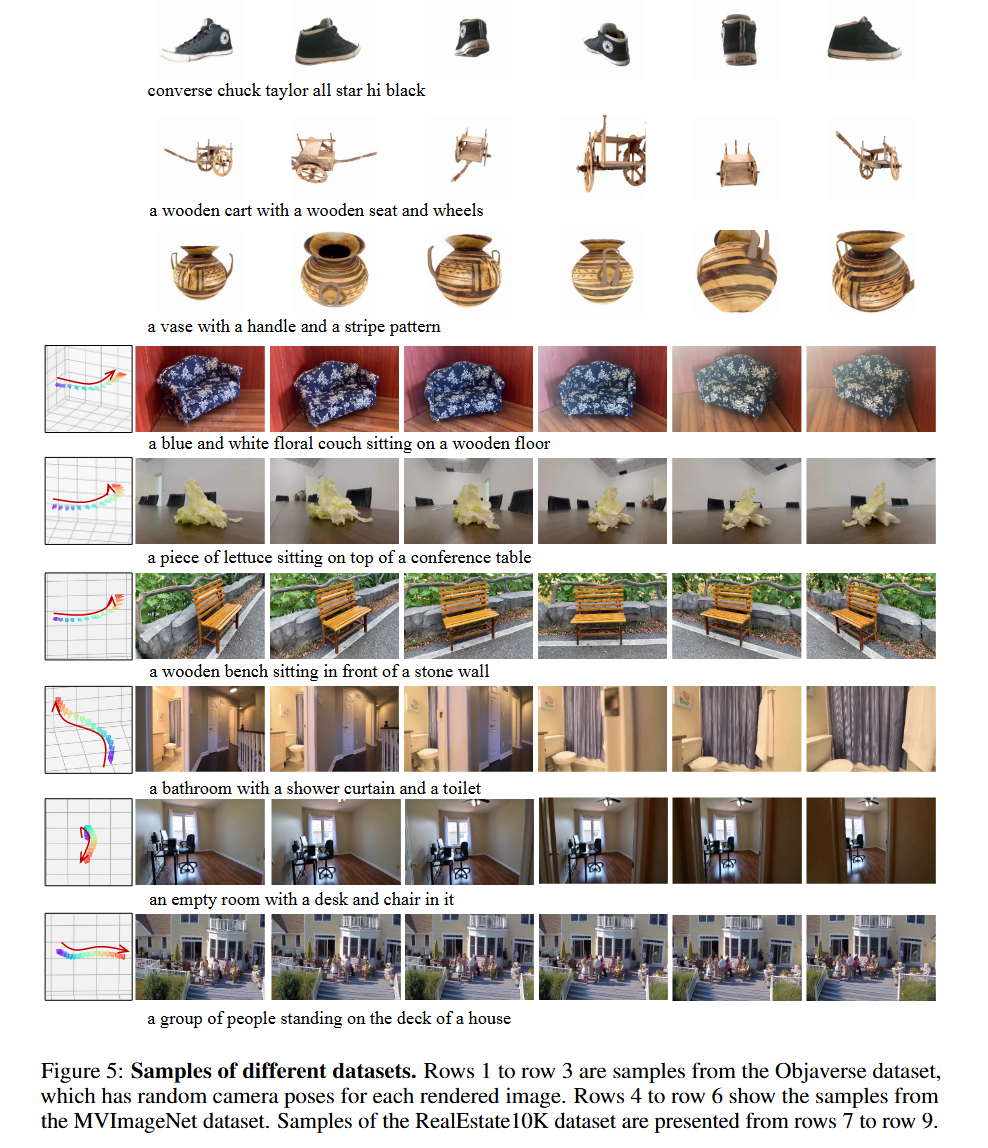 converse chuck taylor all star hi black
a wooden cart with a wooden seat and wheels
a vase with a handle and a stripe pattern
a blue and white floral couch sitting on a wooden floor
a piece of lettuce sitting on top of a conference table
a wooden bench sitting in front of a stone wall
a bathroom with a shower curtain and a toilet
an empty room with a desk and chair in it
a group of people standing on the deck of a house
Figure 5: Samples of different datasets. Rows 1 to row 3 are samples from the Objaverse dataset,
which has random camera poses for each rendered image. Rows 4 to row 6 show the samples from
the MVImageNet dataset. Samples of the RealEstate10K dataset are presented from rows 7 to row 9.